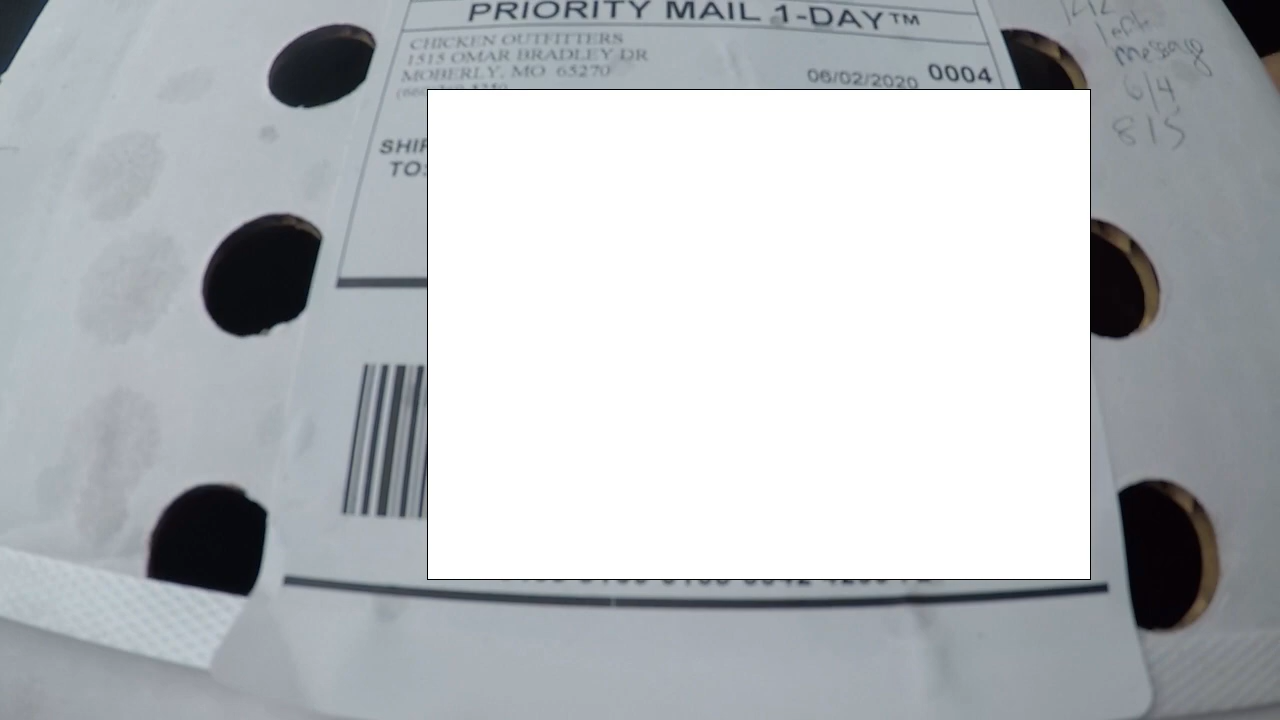 PRIORITY MAIL 1-DAY™
CHICKEN OUTFITTERS
1515 OMAR BRADLEY DR
MOBERLY, MO 65270
06/02/2020 0004
SHIP
TO:
left
message
6/4
815